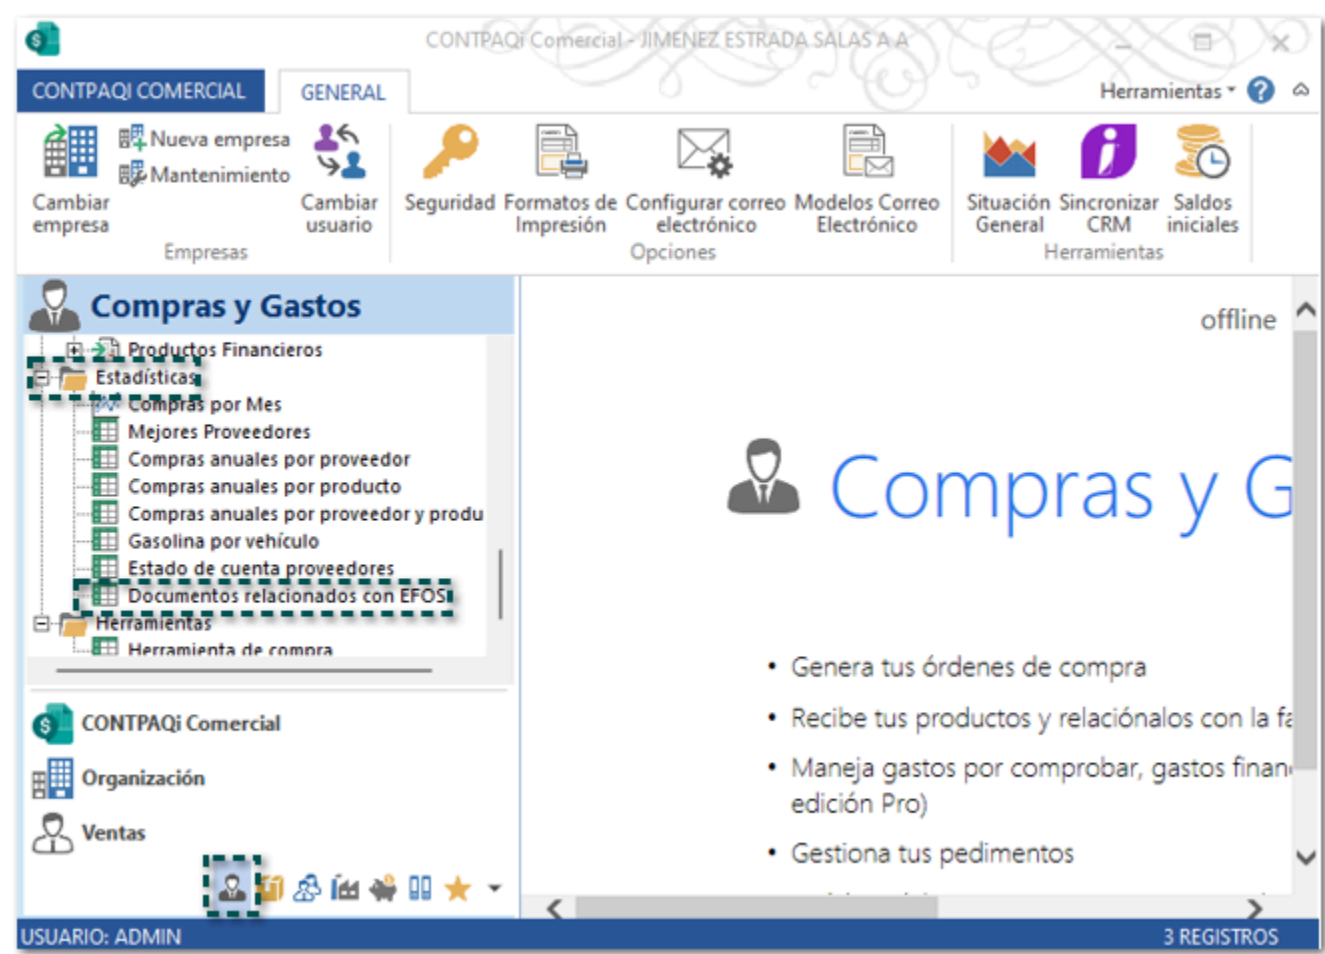 CONTPAQi Comercial - JIMENEZ ESTRADA SALAS A A
CONTPAQI COMERCIAL
GENERAL
Herramientas
Nueva empresa
Mantenimiento
Cambiar empresa
Cambiar usuario
Empresas
Seguridad
Formatos de Impresión
Configurar correo electrónico
Modelos Correo Electrónico
Opciones
Situación General
Sincronizar CRM
Saldos iniciales
Herramientas
Compras y Gastos
Productos Financieros
Estadísticas
Compras por Mes
Mejores Proveedores
Compras anuales por proveedor
Compras anuales por producto
Compras anuales por proveedor y produ
Gasolina por vehículo
Estado de cuenta proveedores
Documentos relacionados con EFOS
Herramientas
Herramienta de compra
CONTPAQi Comercial
Organización
Ventas
offline
Compras y G
• Genera tus órdenes de compra
• Recibe tus productos y relaciónalos con la fa
• Maneja gastos por comprobar, gastos finan
edición Pro)
• Gestiona tus pedimentos
USUARIO: ADMIN
3 REGISTROS